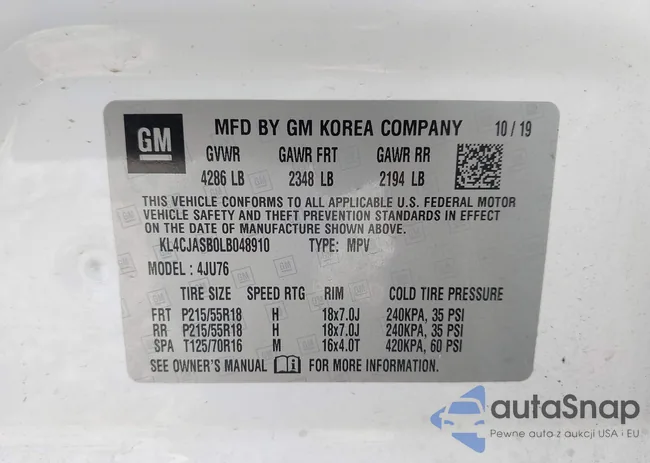 GM
MFD BY GM KOREA COMPANY 10 / 19
GVWR GAWR FRT GAWR RR
4286 LB 2348 LB 2194 LB
THIS VEHICLE CONFORMS TO ALL APPLICABLE U.S. FEDERAL MOTOR
VEHICLE SAFETY AND THEFT PREVENTION STANDARDS IN EFFECT
ON THE DATE OF MANUFACTURE SHOWN ABOVE.
KL4CJASB0LB048910 TYPE: MPV
MODEL : 4JU76
TIRE SIZE SPEED RTG RIM COLD TIRE PRESSURE
FRT P215/55R18 H 18x7.0J 240KPA, 35 PSI
RR P215/55R18 H 18x7.0J 240KPA, 35 PSI
SPA T125/70R16 M 16x4.0T 420KPA, 60 PSI
SEE OWNER'S MANUAL i FOR MORE INFORMATION.
autaSnap
Pewne auto z aukcji USA i EU